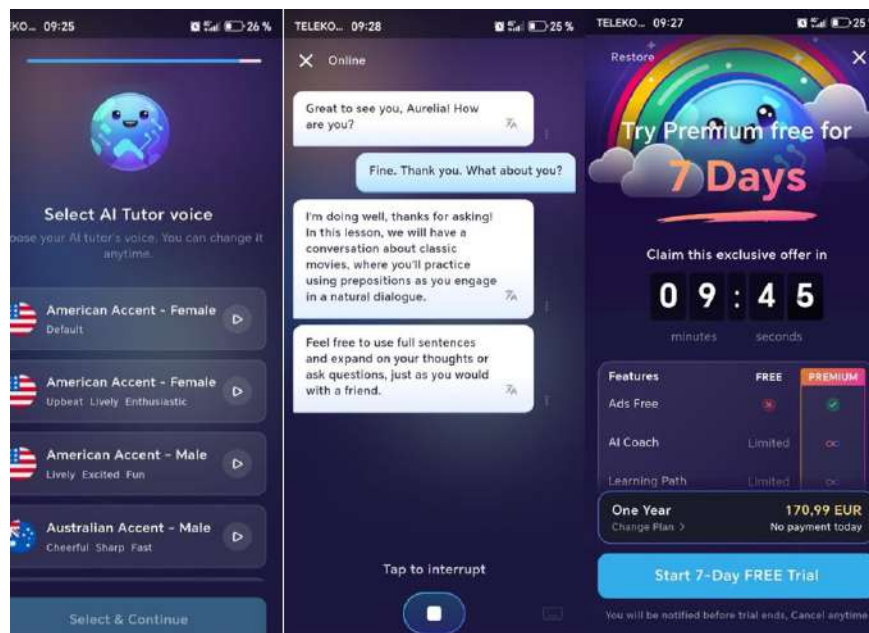 KO... 09:25 26 %
Select AI Tutor voice
oose your AI tutor's voice. You can change it
anytime.
American Accent - Female
Default
American Accent - Female
Upbeat Lively Enthusiastic
American Accent - Male
Lively Excited Fun
Australian Accent - Male
Cheerful Sharp Fast
Select & Continue
TELEKO... 09:28 25 %
Online
Great to see you, Aurelia! How
are you?
Fine. Thank you. What about you?
I'm doing well, thanks for asking!
In this lesson, we will have a
conversation about classic
movies, where you'll practice
using prepositions as you engage
in a natural dialogue.
Feel free to use full sentences
and expand on your thoughts or
ask questions, just as you would
with a friend.
Tap to interrupt
TELEKO... 09:27 25
Restore
Try Premium free for
7 Days
Claim this exclusive offer in
09:45
minutes seconds
Features FREE PREMIUM
Ads Free
AI Coach Limited
Learning Path Limited
One Year 170,99 EUR
Change Plan No payment today
Start 7-Day FREE Trial
You will be notified before trial ends, Cancel anytime